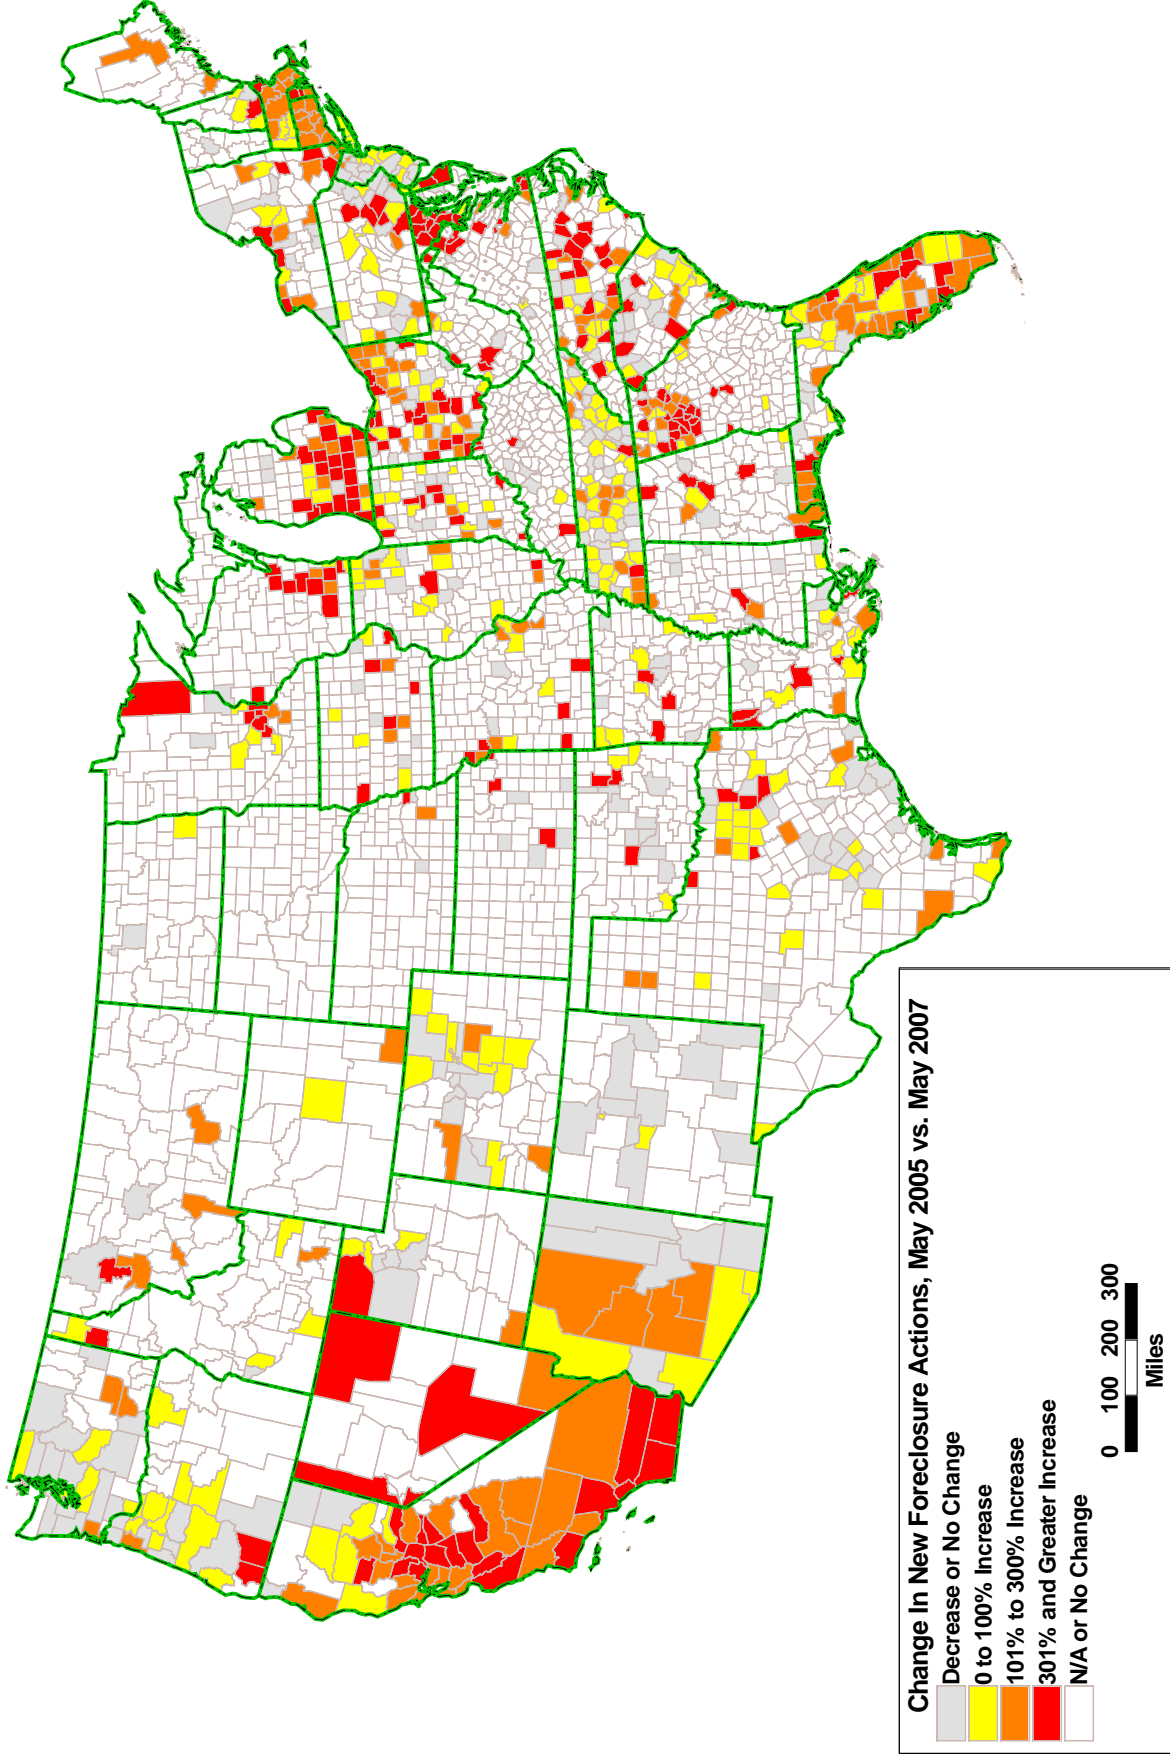 Change In New Foreclosure Actions, May 2005 vs. May 2007
Decrease or No Change
0 to 100% Increase
101% to 300% Increase
301% and Greater Increase
N/A or No Change
0 100 200 300
Miles